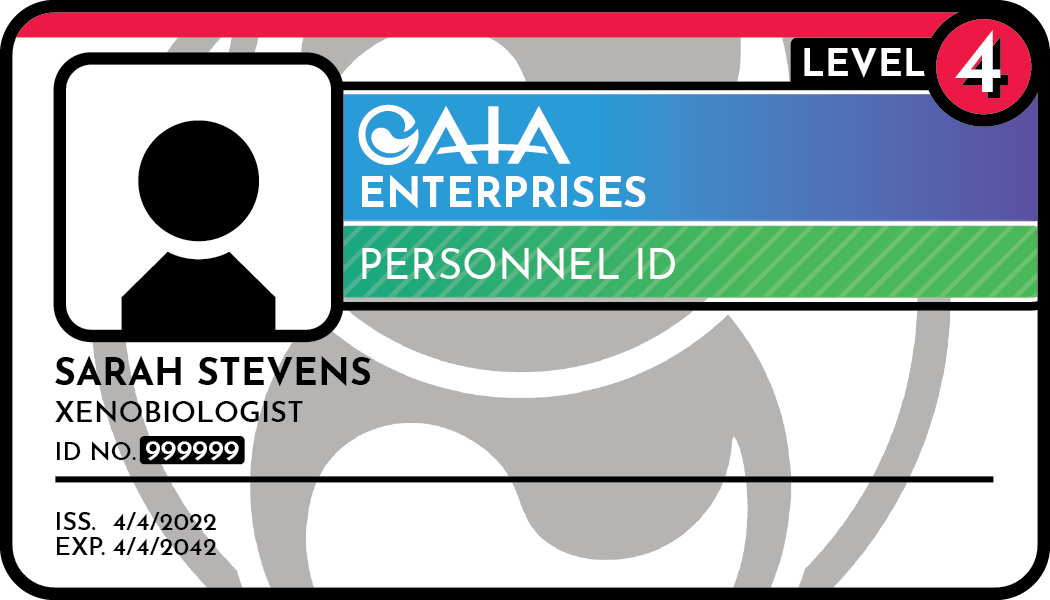 LEVEL 4
GAIA
ENTERPRISES
PERSONNEL ID
SARAH STEVENS
XENOBIOLOGIST
ID NO. 999999
ISS. 4/4/2022
EXP. 4/4/2042